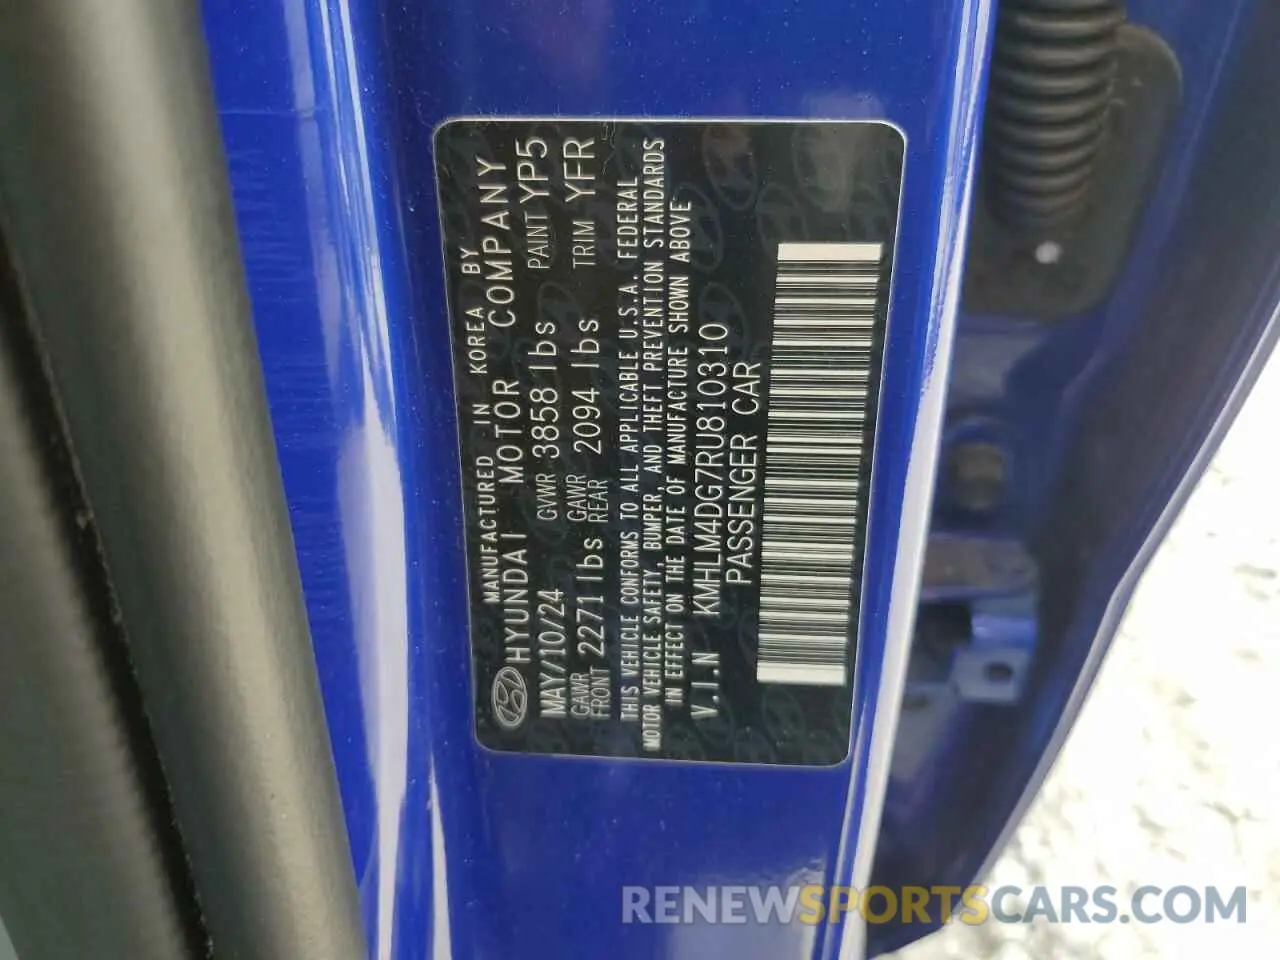 MANUFACTURED IN KOREA BY
HYUNDAI MOTOR COMPANY
MAY/10/24 GVWR 3858 lbs PAINT YP5
GAWR FRONT 2271 lbs GAWR REAR 2094 lbs TRIM YFR
THIS VEHICLE CONFORMS TO ALL APPLICABLE U.S.A. FEDERAL
MOTOR VEHICLE SAFETY, BUMPER, AND THEFT PREVENTION STANDARDS
IN EFFECT ON THE DATE OF MANUFACTURE SHOWN ABOVE
V.I.N KMHLM4DG7RU810310
PASSENGER CAR
RENEWSPORTSCARS.COM